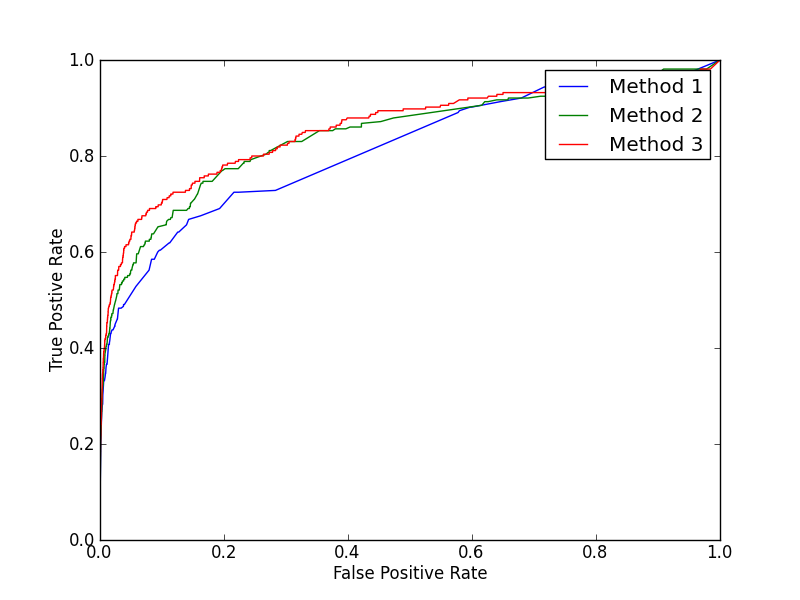 1.0
0.8
0.6
0.4
0.2
0.0
True Postive Rate
Method 1
Method 2
Method 3
0.0 0.2 0.4 0.6 0.8 1.0
False Positive Rate